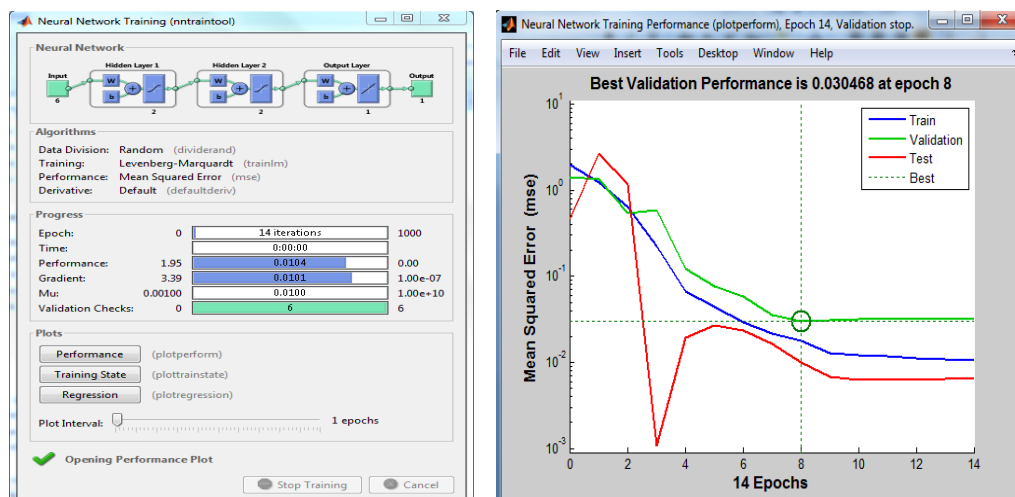 Neural Network Training (nntraintool)
Neural Network
Hidden Layer 1 Hidden Layer 2 Output Layer
Input Output
W W W
b b b
6 2 2 1 1
Algorithms
Data Division: Random (dividerand)
Training: Levenberg-Marquardt (trainlm)
Performance: Mean Squared Error (mse)
Derivative: Default (defaultderiv)
Progress
Epoch: 0 14 iterations 1000
Time: 0:00:00
Performance: 1.95 0.0104 0.00
Gradient: 3.39 0.0101 1.00e-07
Mu: 0.00100 0.0100 1.00e+10
Validation Checks: 0 6 6
Plots
Performance (plotperform)
Training State (plottrainstate)
Regression (plotregression)
Plot Interval: 1 epochs
Opening Performance Plot
Stop Training Cancel
Neural Network Training Performance (plotperform), Epoch 14, Validation stop.
File Edit View Insert Tools Desktop Window Help
Best Validation Performance is 0.030468 at epoch 8
Mean Squared Error (mse)
10^1
10^0
10^-1
10^-2
10^-3
Train
Validation
Test
Best
0 2 4 6 8 10 12 14
14 Epochs